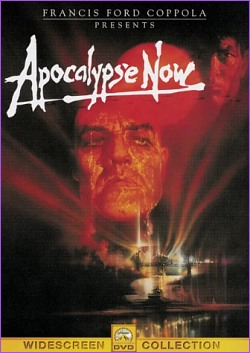 FRANCIS FORD COPPOLA
PRESENTS
Apocalypse Now
WIDESCREEN DVD COLLECTION